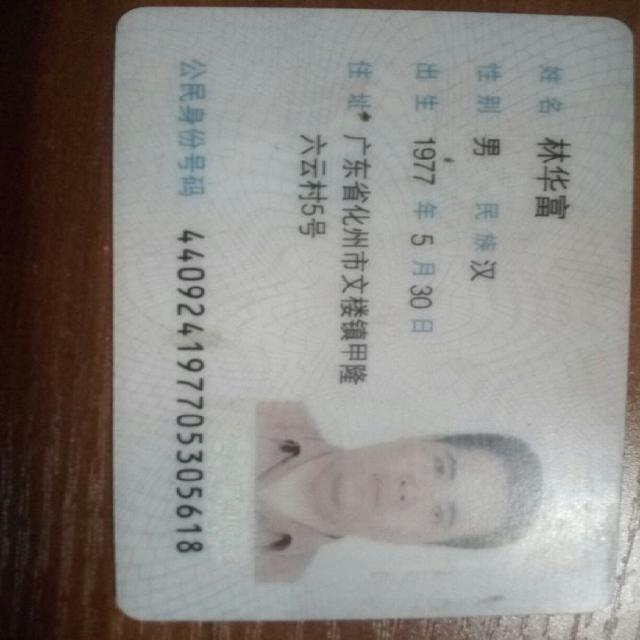 姓名 林华富
性别 男 民族 汉
出生 1977 年 5 月 30 日
住址 广东省化州市文楼镇甲隆
六云村5号
公民身份号码 440924197705305618